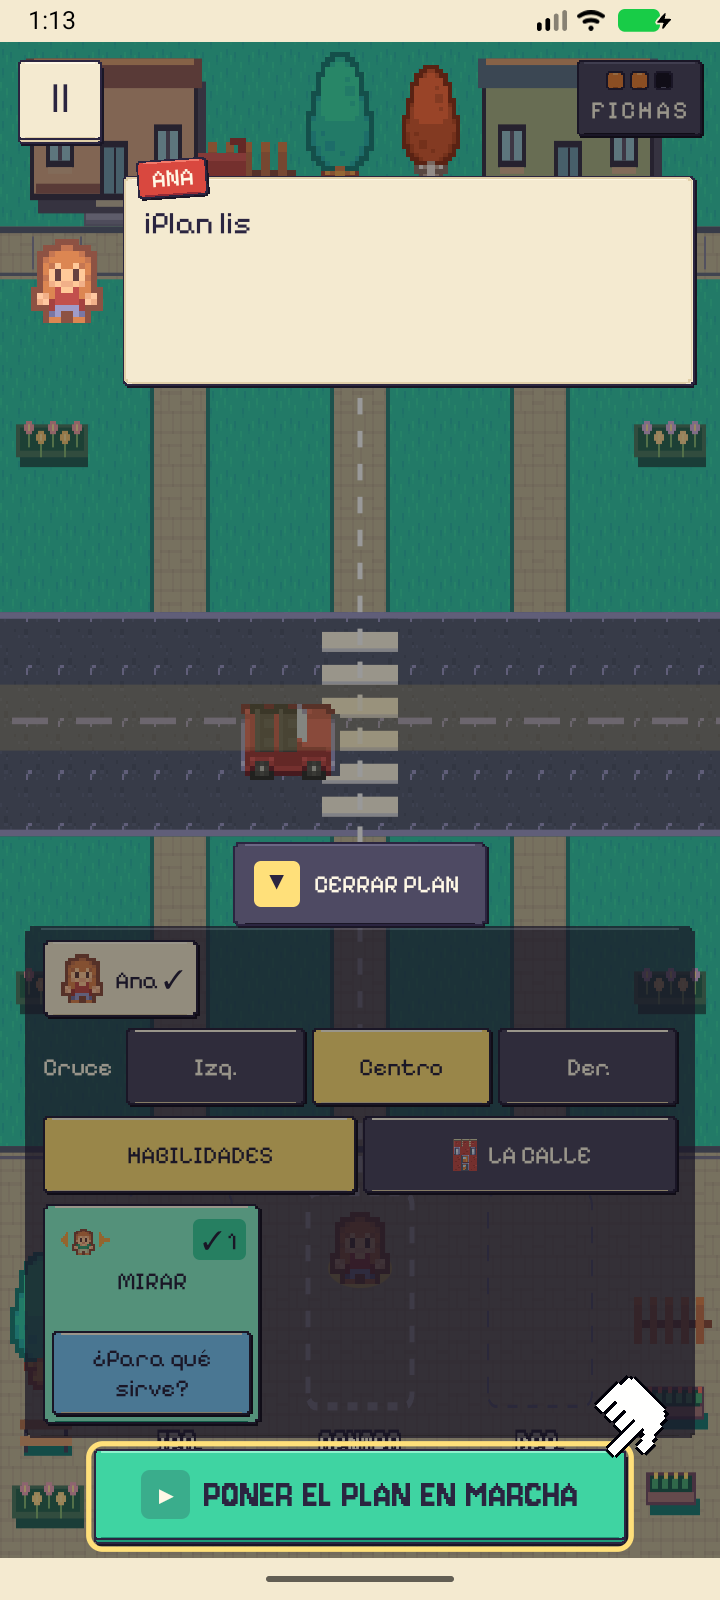 1:13
FICHAS
ANA
¡Plan lis
CERRAR PLAN
Ana ✓
Cruce
Izq.
Centro
Der.
HABILIDADES
LA CALLE
✓ 1
MIRAR
¿Para qué
sirve?
PONER EL PLAN EN MARCHA